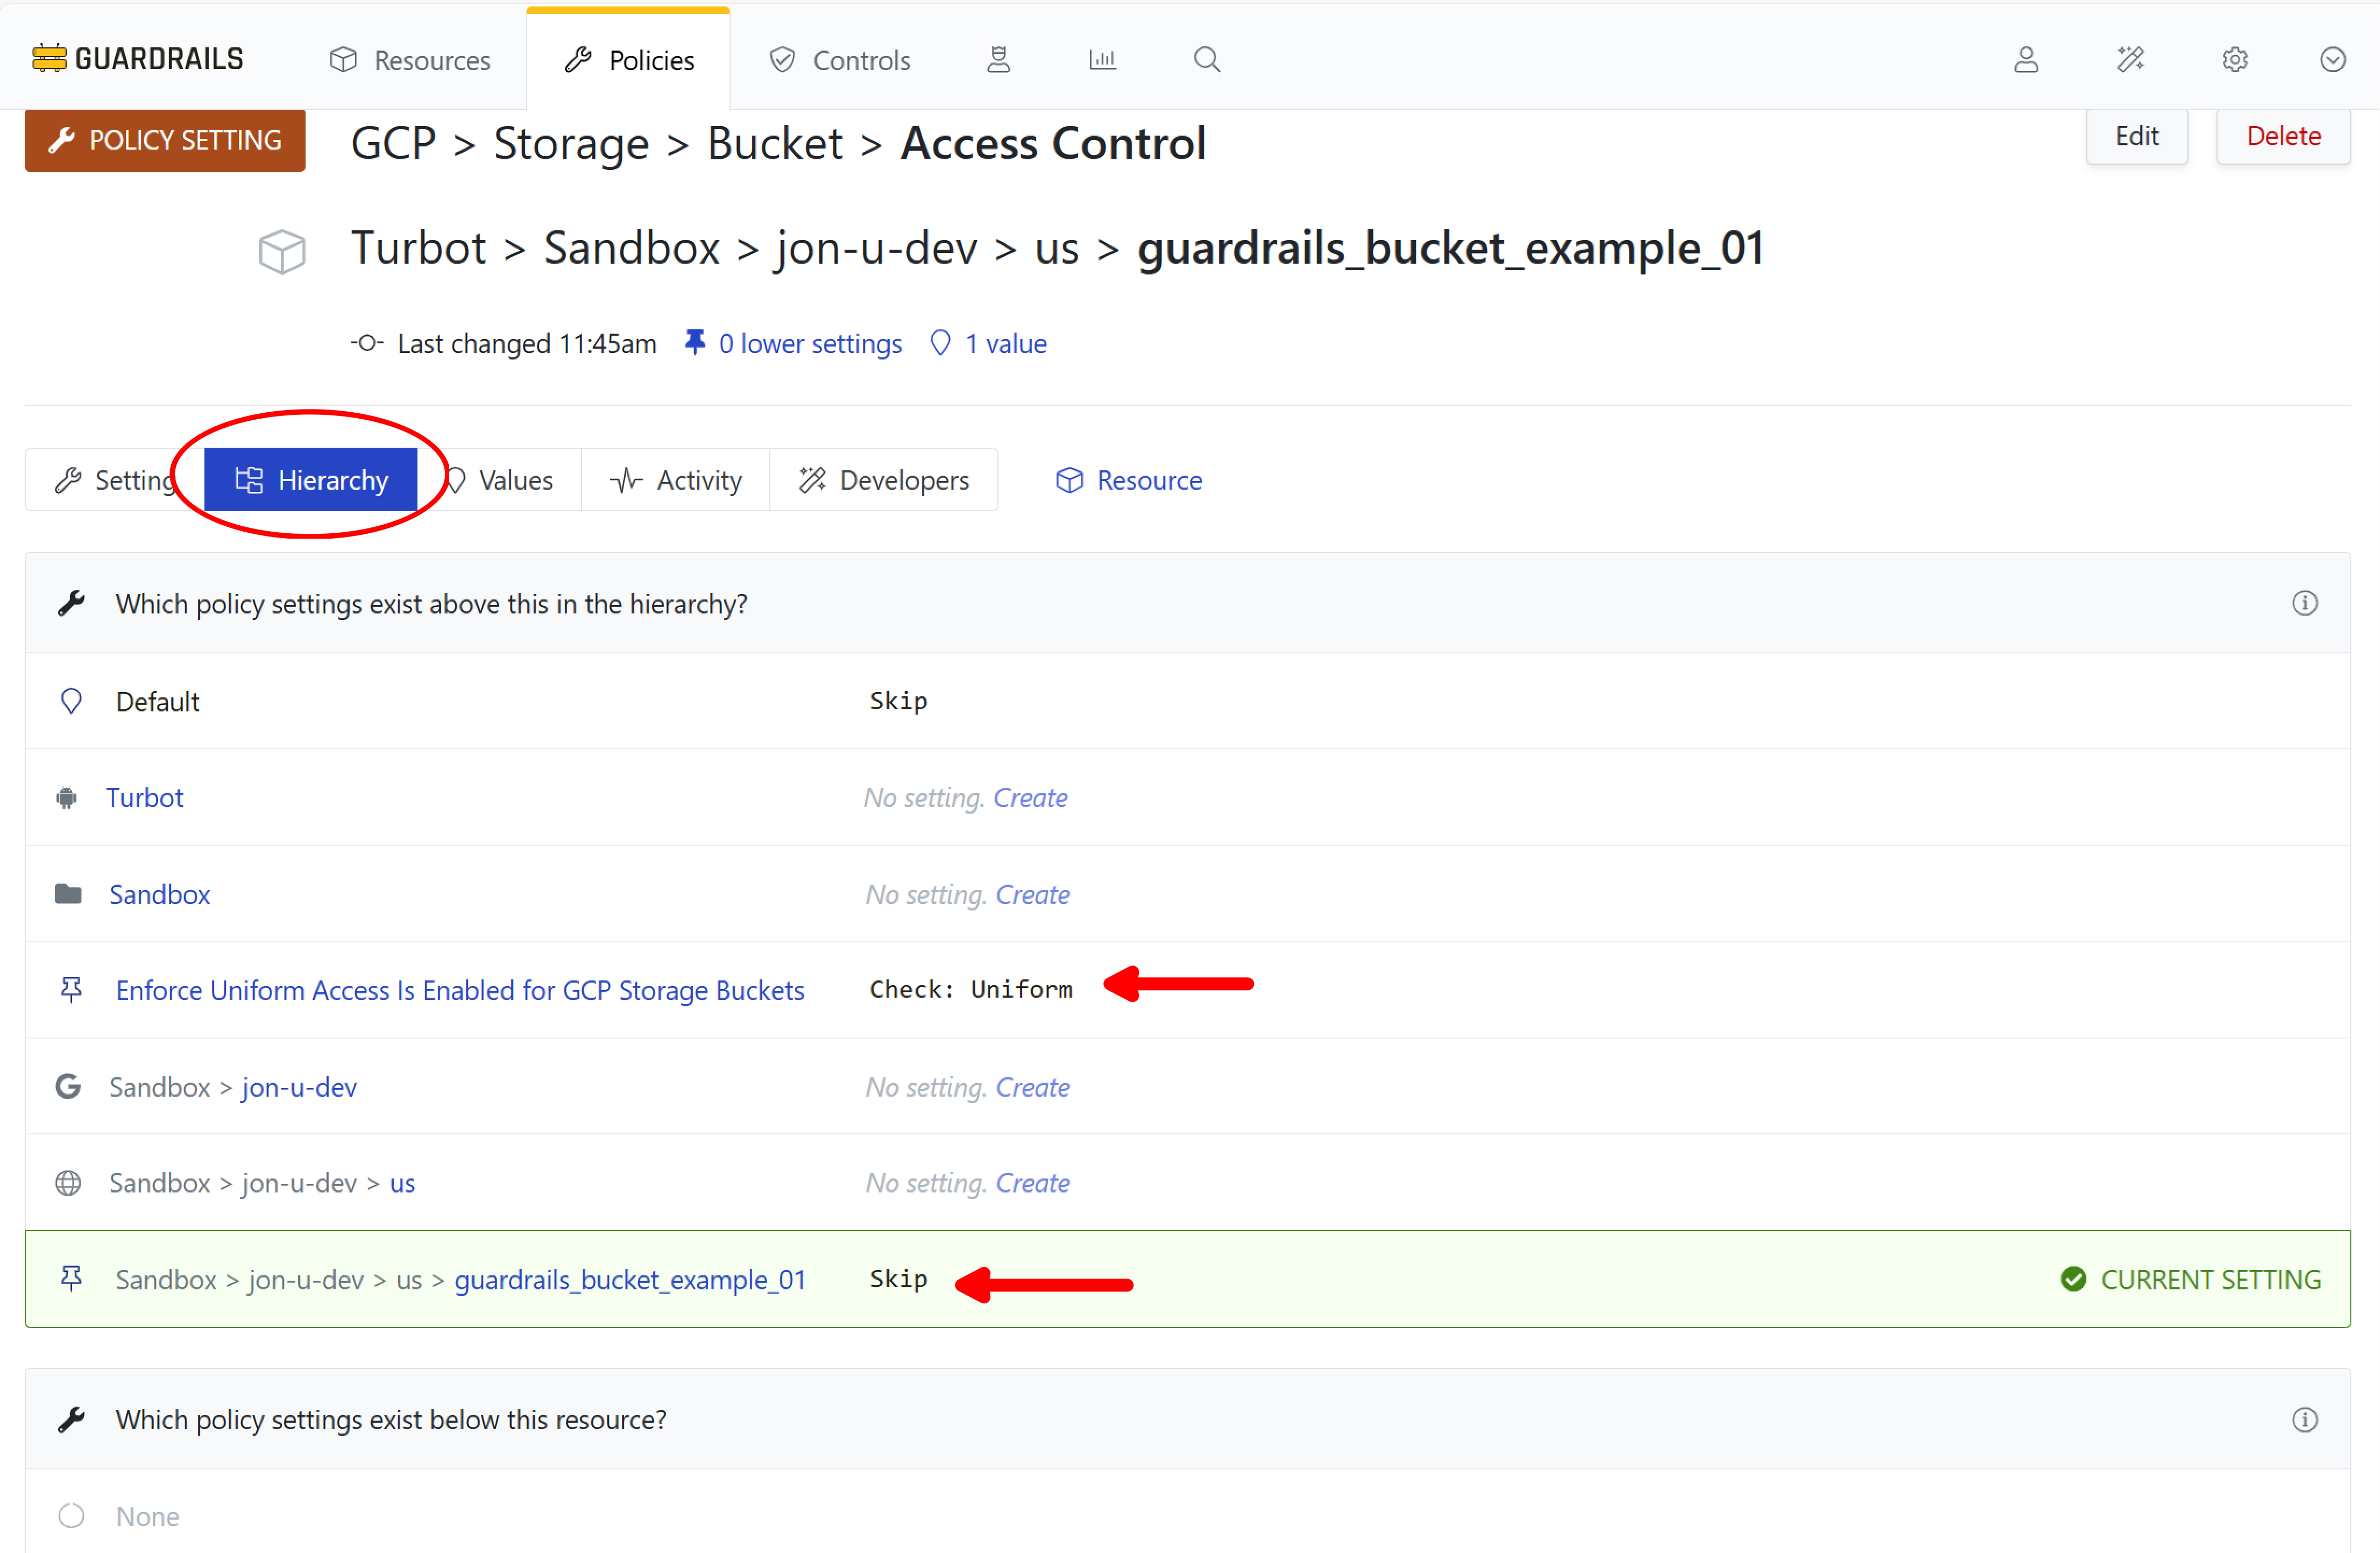 GUARDRAILS Resources Policies Controls
POLICY SETTING GCP > Storage > Bucket > Access Control Edit Delete
Turbot > Sandbox > jon-u-dev > us > guardrails_bucket_example_01
Last changed 11:45am 0 lower settings 1 value
Setting Hierarchy Values Activity Developers Resource
Which policy settings exist above this in the hierarchy?
Default Skip
Turbot No setting. Create
Sandbox No setting. Create
Enforce Uniform Access Is Enabled for GCP Storage Buckets Check: Uniform
Sandbox > jon-u-dev No setting. Create
Sandbox > jon-u-dev > us No setting. Create
Sandbox > jon-u-dev > us > guardrails_bucket_example_01 Skip CURRENT SETTING
Which policy settings exist below this resource?
None